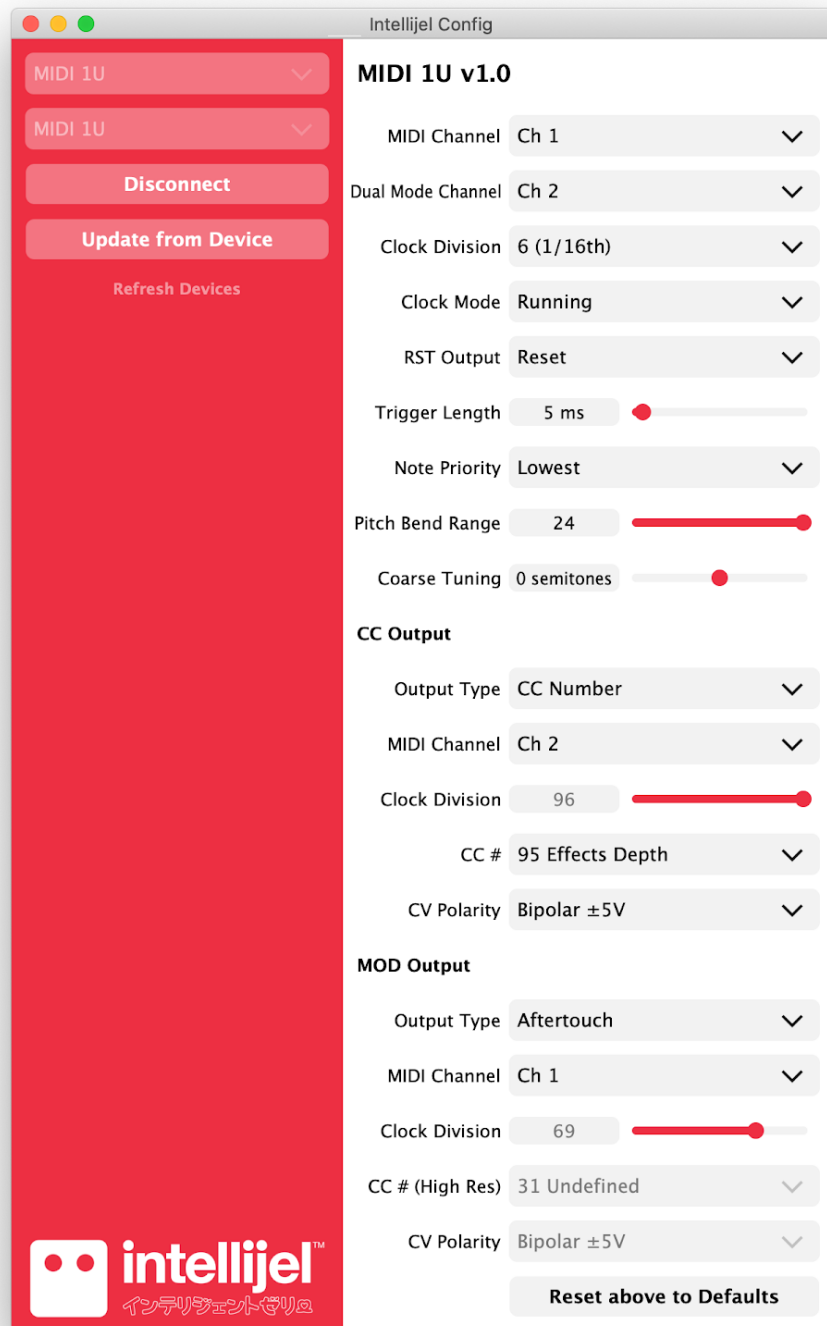 Intellijel Config
MIDI 1U
MIDI 1U
Disconnect
Update from Device
Refresh Devices
intellijel™
インテリジェントゼリェ
MIDI 1U v1.0
MIDI Channel Ch 1
Dual Mode Channel Ch 2
Clock Division 6 (1/16th)
Clock Mode Running
RST Output Reset
Trigger Length 5 ms
Note Priority Lowest
Pitch Bend Range 24
Coarse Tuning 0 semitones
CC Output
Output Type CC Number
MIDI Channel Ch 2
Clock Division 96
CC # 95 Effects Depth
CV Polarity Bipolar ±5V
MOD Output
Output Type Aftertouch
MIDI Channel Ch 1
Clock Division 69
CC # (High Res) 31 Undefined
CV Polarity Bipolar ±5V
Reset above to Defaults